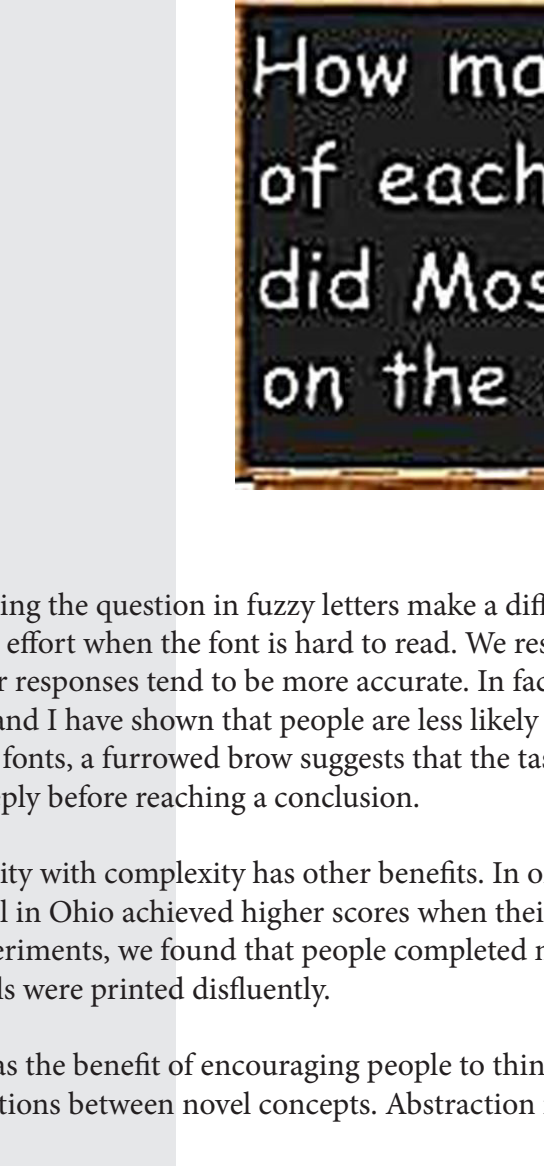 How ma
of each
did Mos
on the
ing the question in fuzzy letters make a diff
effort when the font is hard to read. We res
r responses tend to be more accurate. In fac
and I have shown that people are less likely
fonts, a furrowed brow suggests that the tas
ply before reaching a conclusion.
ity with complexity has other benefits. In o
l in Ohio achieved higher scores when thei
eriments, we found that people completed n
ls were printed disfluently.
as the benefit of encouraging people to thin
tions between novel concepts. Abstraction